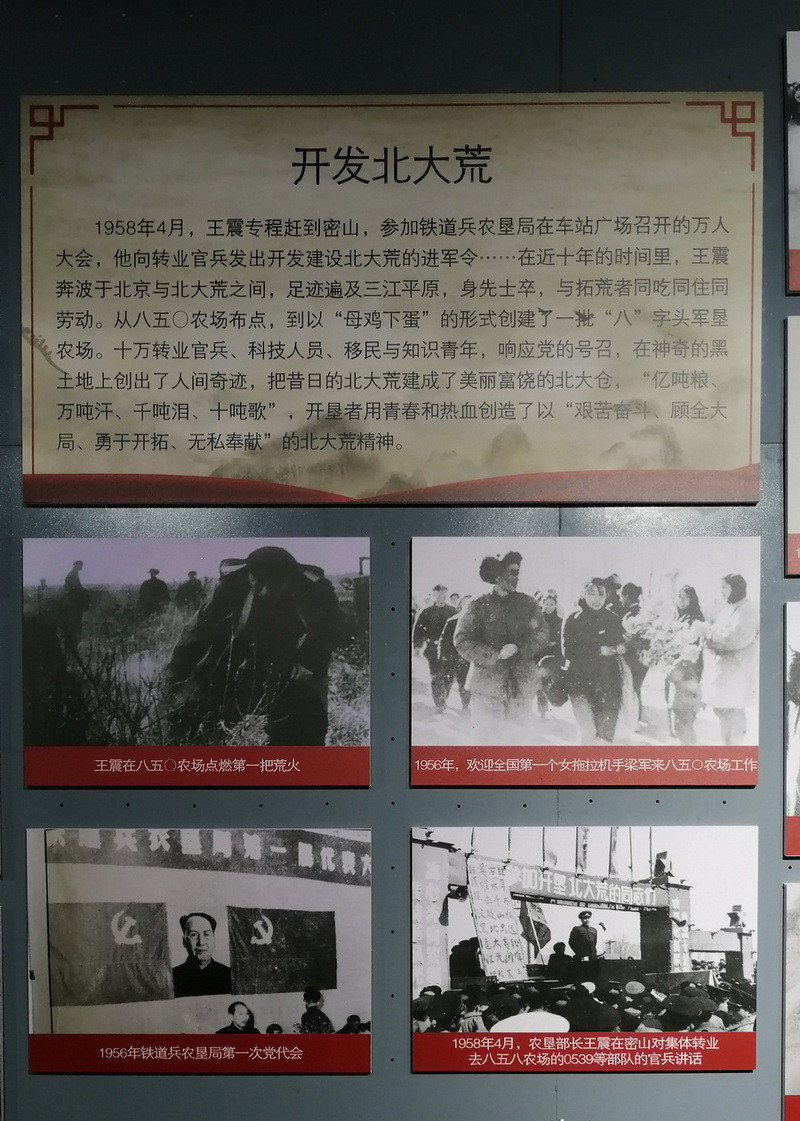 开发北大荒
1958年4月，王震专程赶到密山，参加铁道兵农垦局在车站广场召开的万人
大会，他向转业官兵发出开发建设北大荒的进军令……在近十年的时间里，王震
奔波于北京与北大荒之间，足迹遍及三江平原，身先士卒，与拓荒者同吃同住同
劳动。从八五〇农场布点，到以“母鸡下蛋”的形式创建了一批“八”字头军垦
农场。十万转业官兵、科技人员、移民与知识青年，响应党的号召，在神奇的黑
土地上创出了人间奇迹，把昔日的北大荒建成了美丽富饶的北大仓，“亿吨粮、
万吨汗、千吨泪、十吨歌”，开垦者用青春和热血创造了以“艰苦奋斗、顾全大
局、勇于开拓、无私奉献”的北大荒精神。
王震在八五〇农场点燃第一把荒火
1956年，欢迎全国第一个女拖拉机手梁军来八五〇农场工作
加开垦北大荒的同志们
1956年铁道兵农垦局第一次党代会
1958年4月，农垦部长王震在密山对集体转业
去八五八农场的0539等部队的官兵讲话